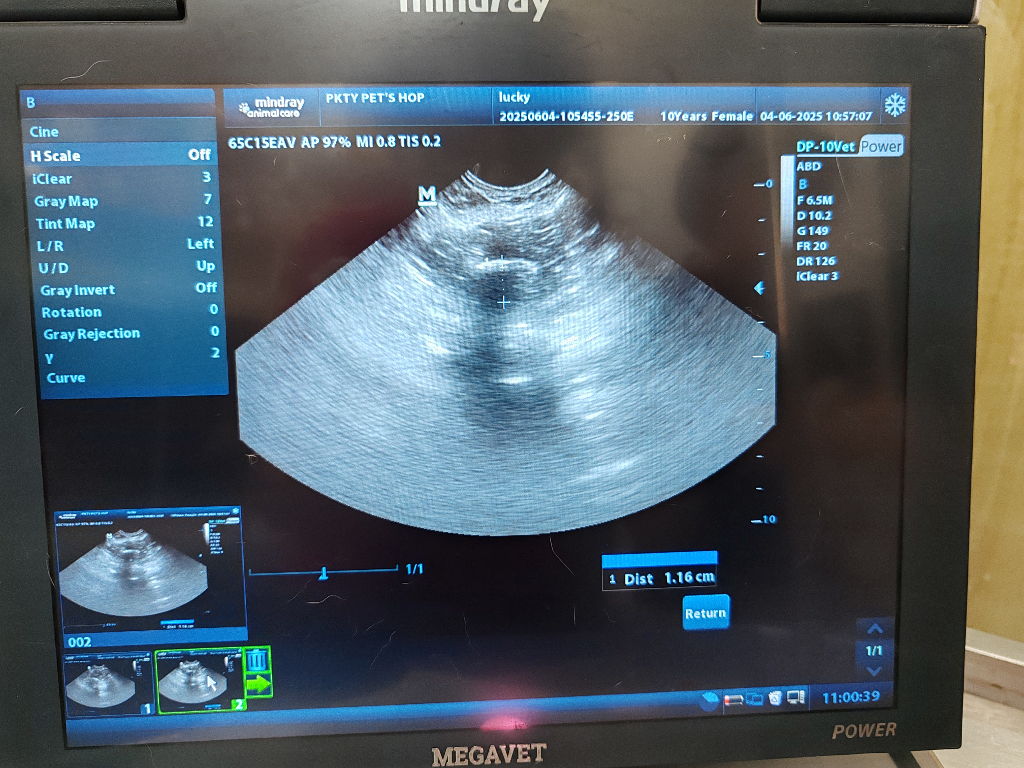 mindray
B
mindray
animalcare
PKTY PET'S HOP
lucky
20250604-105455-250E 10Years Female 04-06-2025 10:57:07
Cine
H Scale Off
iClear 3
Gray Map 7
Tint Map 12
L/R Left
U/D Up
Gray Invert Off
Rotation 0
Gray Rejection 0
γ 2
Curve
65C15EAV AP 97% MI 0.8 TIS 0.2
M
DP-10Vet Power
ABD
B
F 6.5M
D 10.2
G 149
FR 20
DR 126
iClear 3
0
5
10
1/1
1 Dist 1.16 cm
Return
002
1
2
1/1
11:00:39
MEGAVET
POWER